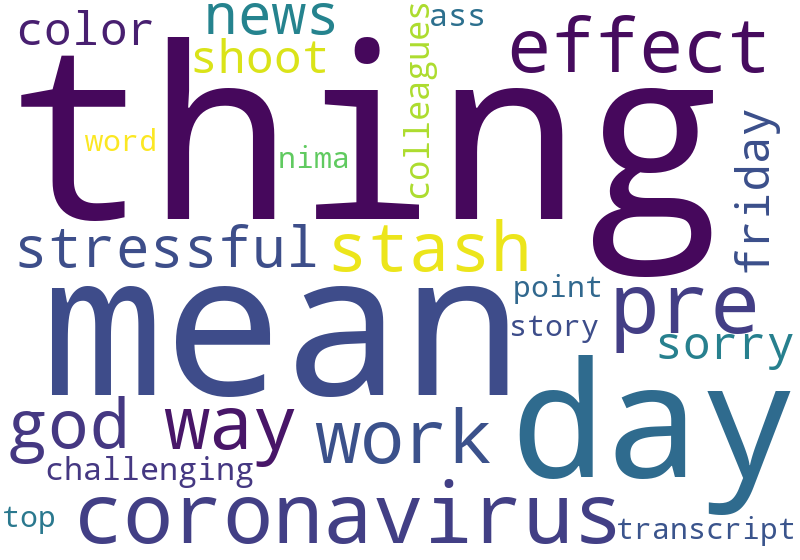 color
news
ass
effect
shoot
thing
colleagues
word
nima
friday
stressful
stash
mean
point
pre
story
sorry
day
god
way
work
challenging
coronavirus
top
transcript